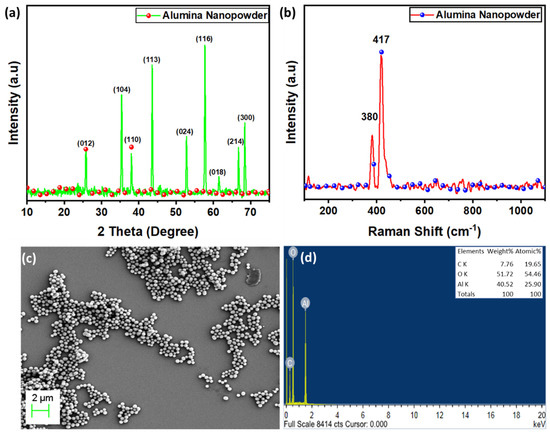 (a)
Alumina Nanopowder
(116)
(113)
(104)
(300)
(024)
(214)
(012)
(110)
(018)
Intensity (a.u)
10 20 30 40 50 60 70
2 Theta (Degree)
(b)
Alumina Nanopowder
417
380
Intensity (a.u)
200 400 600 800 1000
Raman Shift (cm-1)
(c)
2 µm
(d)
Elements Weight% Atomic%
C K 7.76 19.65
O K 51.72 54.46
Al K 40.52 25.90
Totals 100 100
O
Al
C
0 2 4 6 8 10 12 14 16 18 20
Full Scale 8414 cts Cursor: 0.000
keV